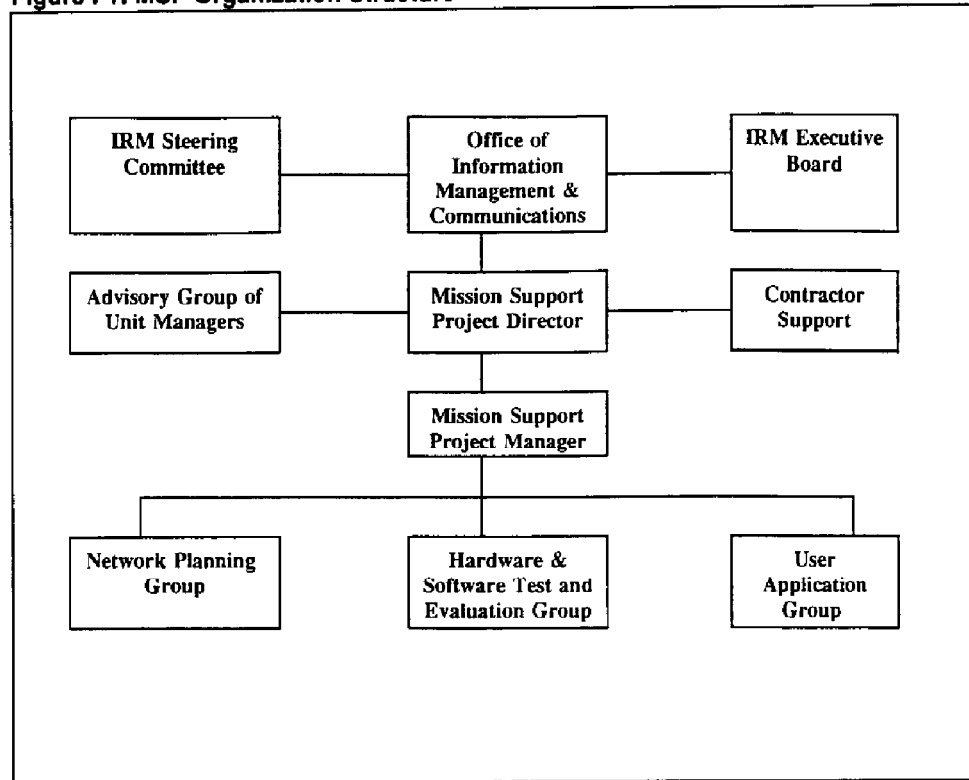 Organization Structure
IRM Steering
Committee
Office of
Information
Management &
Communications
IRM Executive
Board
Advisory Group of
Unit Managers
Mission Support
Project Director
Contractor
Support
Mission Support
Project Manager
Network Planning
Group
Hardware &
Software Test and
Evaluation Group
User
Application
Group